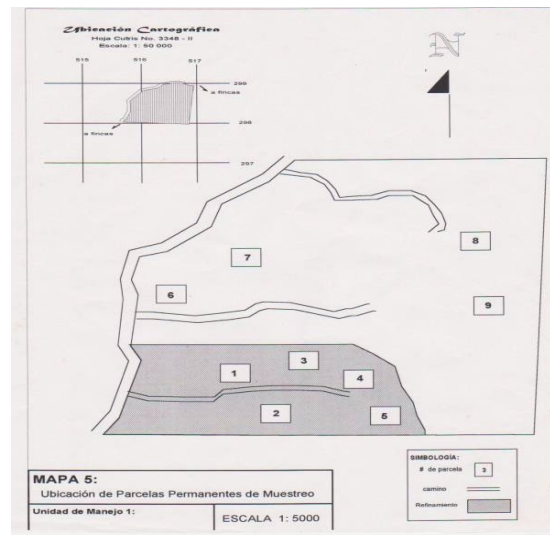 Ubicación Cartográfica
Hoja Cutris No. 3348 - II
Escala: 1: 50 000
515 516 517
299
a fincas
298
a fincas
297
N
8
7
6
9
3
1
4
2
5
SIMBOLOGÍA:
# de parcela 3
camino
Refinamiento
MAPA 5:
Ubicación de Parcelas Permanentes de Muestreo
Unidad de Manejo 1:
ESCALA 1: 5000